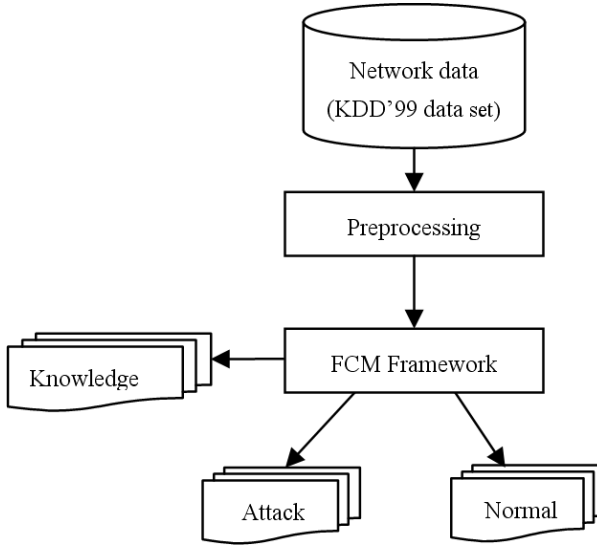 Network data
(KDD’99 data set)
Preprocessing
FCM Framework
Knowledge
Attack
Normal